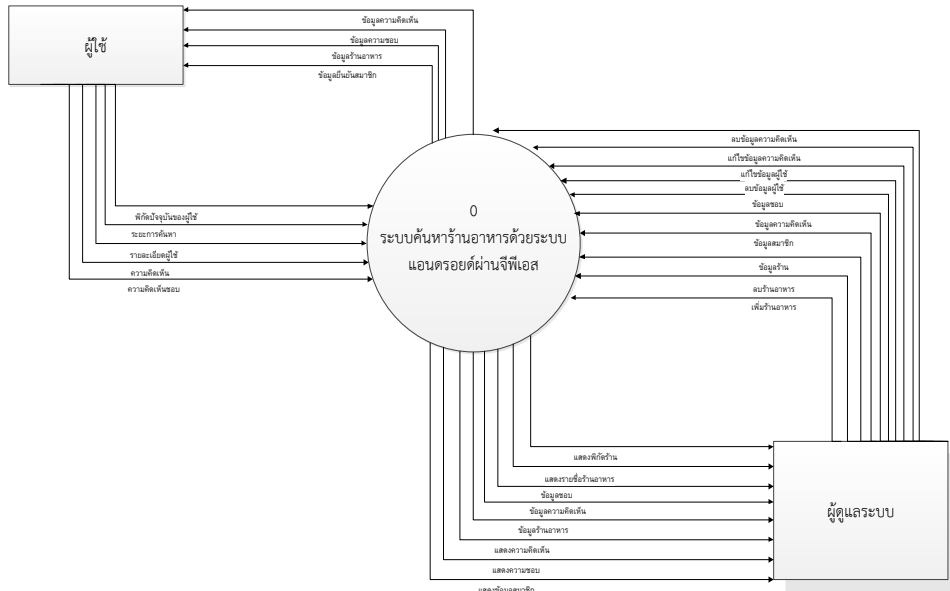 ผู้ใช้
ข้อมูลความคิดเห็น
ข้อมูลความชอบ
ข้อมูลร้านอาหาร
ข้อมูลยืนยันสมาชิก
พิกัดปัจจุบันของผู้ใช้
ระยะการค้นหา
รายละเอียดผู้ใช้
ความคิดเห็น
ความคิดเห็นชอบ
0
ระบบค้นหาร้านอาหารด้วยระบบ
แอนดรอยด์ผ่านจีพีเอส
ลบข้อมูลความคิดเห็น
แก้ไขข้อมูลความคิดเห็น
แก้ไขข้อมูลผู้ใช้
ลบข้อมูลผู้ใช้
ข้อมูลชอบ
ข้อมูลความคิดเห็น
ข้อมูลสมาชิก
ข้อมูลร้าน
ลบร้านอาหาร
เพิ่มร้านอาหาร
แสดงพิกัดร้าน
แสดงรายชื่อร้านอาหาร
ข้อมูลชอบ
ข้อมูลความคิดเห็น
ข้อมูลร้านอาหาร
แสดงความคิดเห็น
แสดงความชอบ
แสดงข้อมูลสมาชิก
ผู้ดูแลระบบ